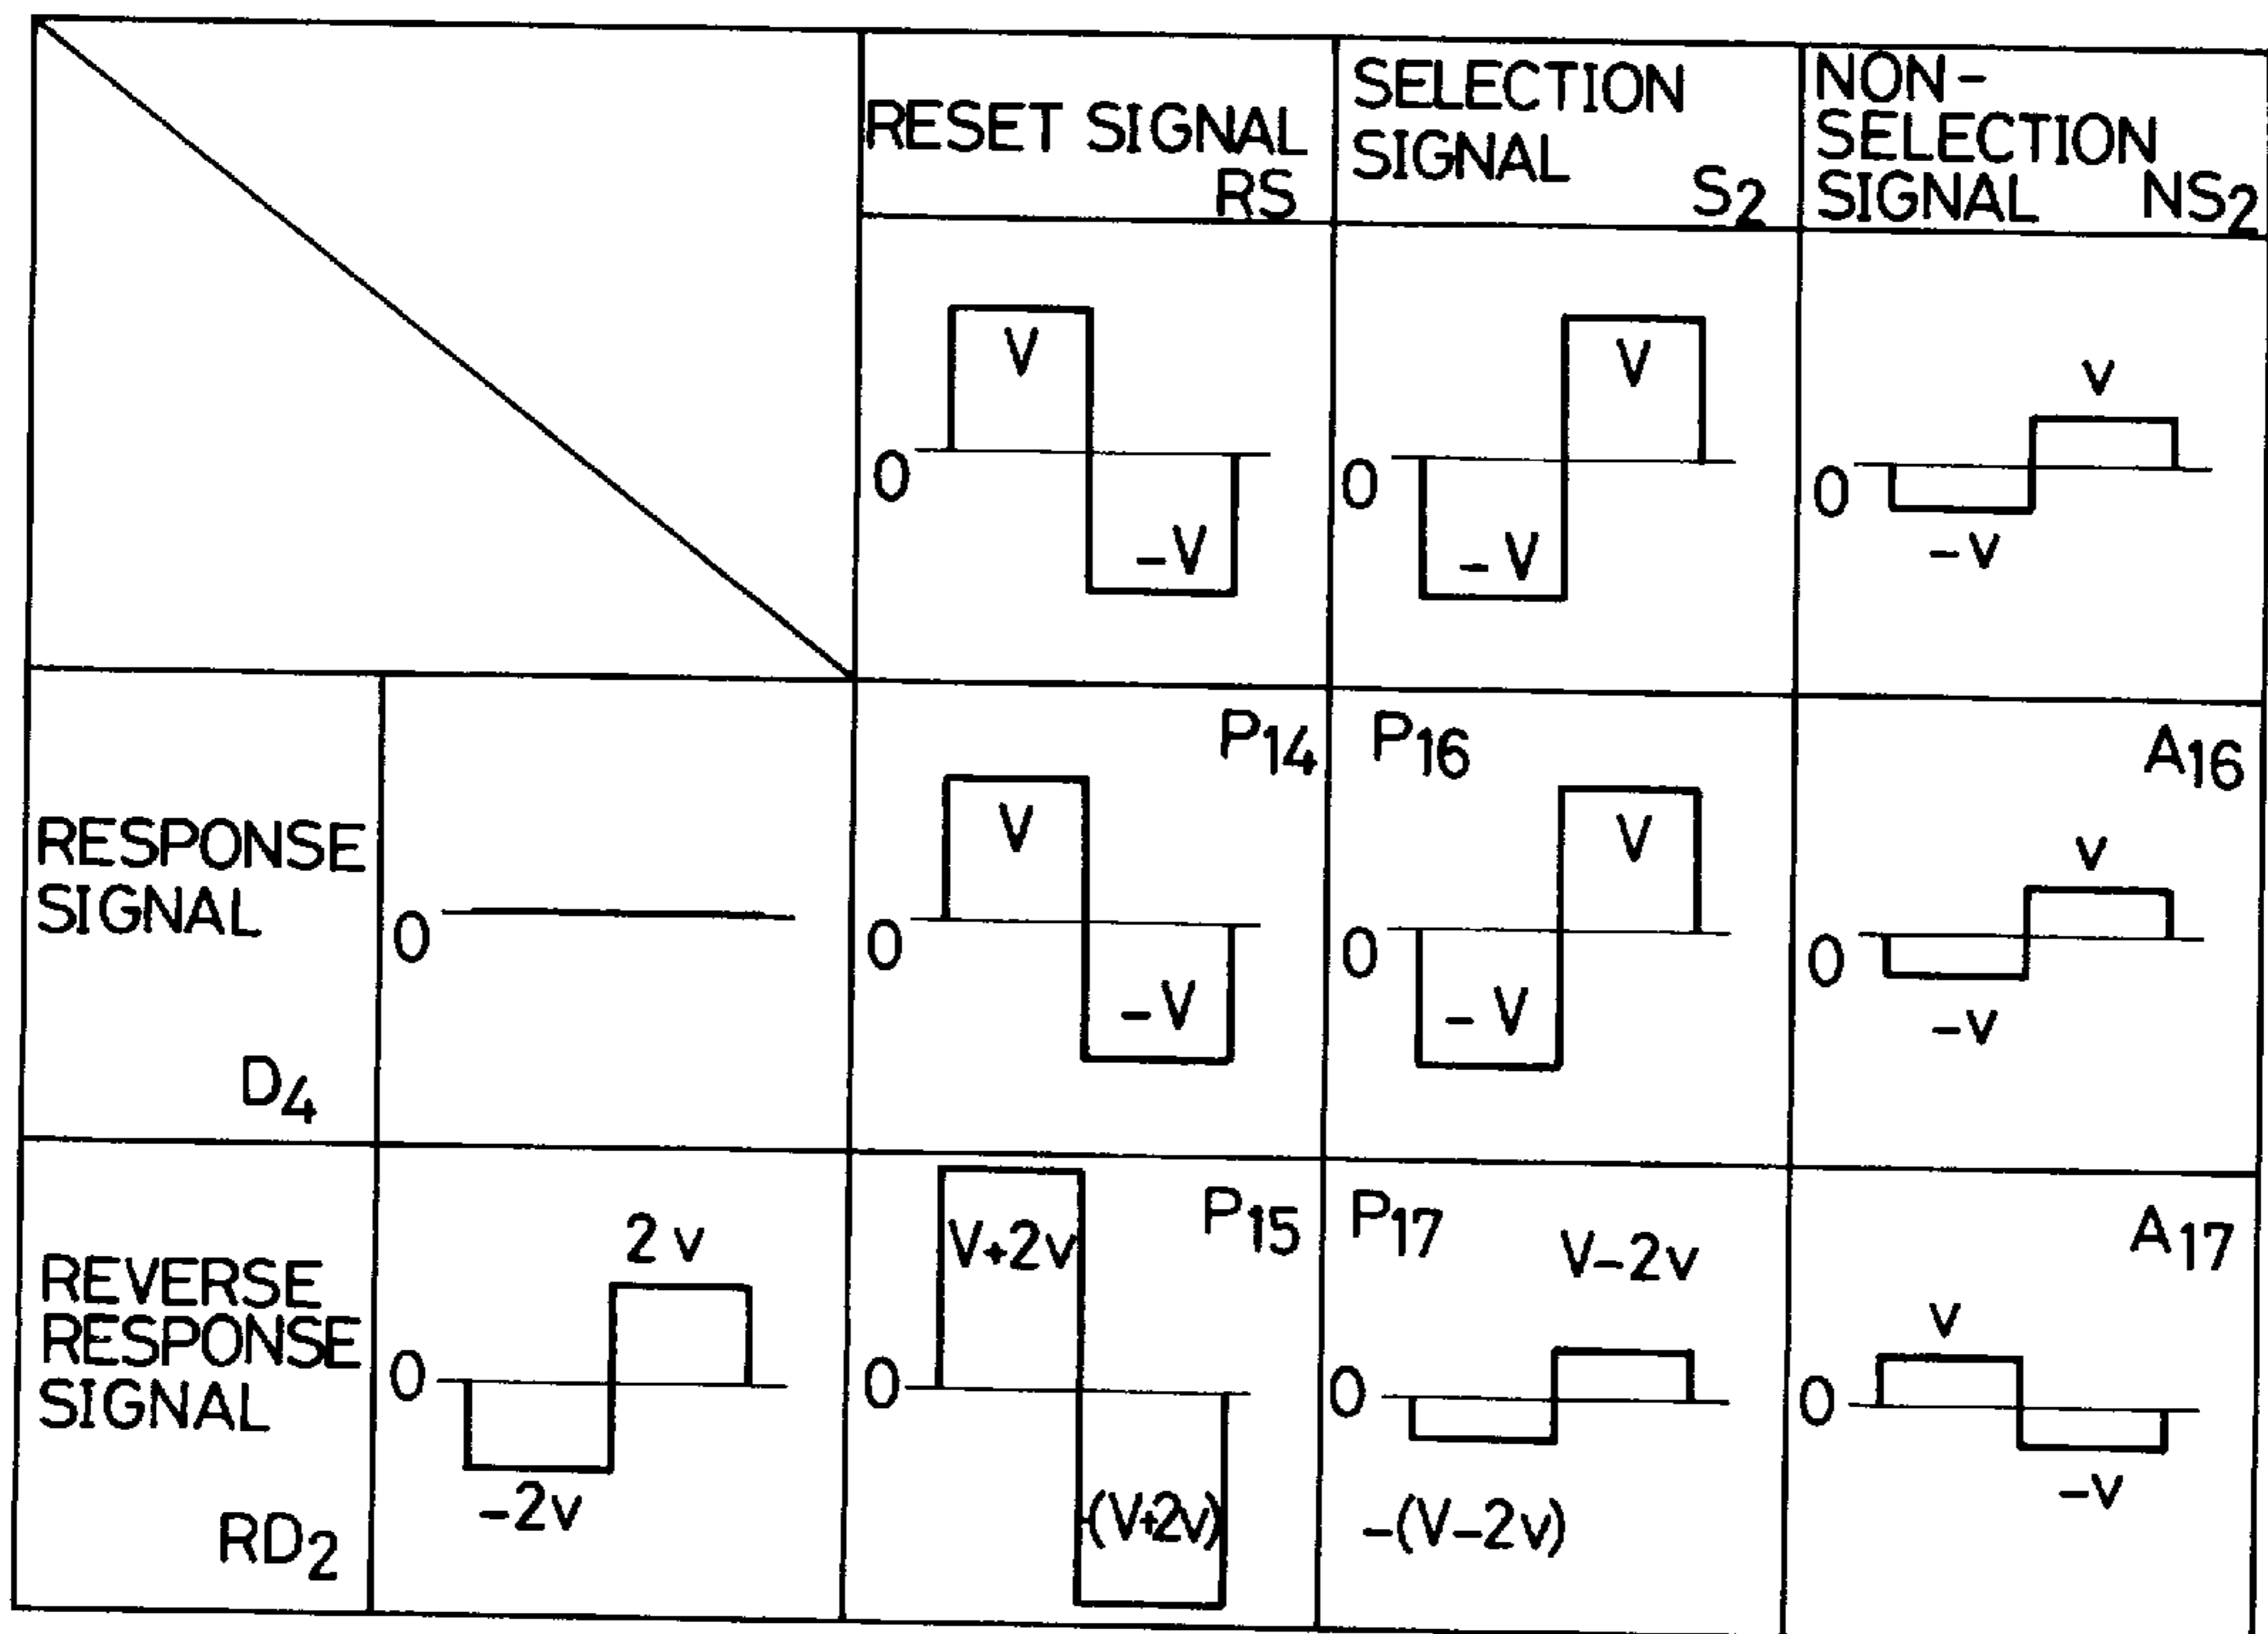 RESET SIGNAL
RS
SELECTION
SIGNAL
S2
NON-
SELECTION
SIGNAL NS2
V
0
-V
V
0
-V
v
0
-v
RESPONSE
SIGNAL
D4
0
P14
V
0
-V
P16
V
0
-V
A16
v
0
-v
REVERSE
RESPONSE
SIGNAL
RD2
2v
0
-2v
P15
V+2v
0
-(V+2v)
P17
V-2v
0
-(V-2v)
A17
v
0
-v